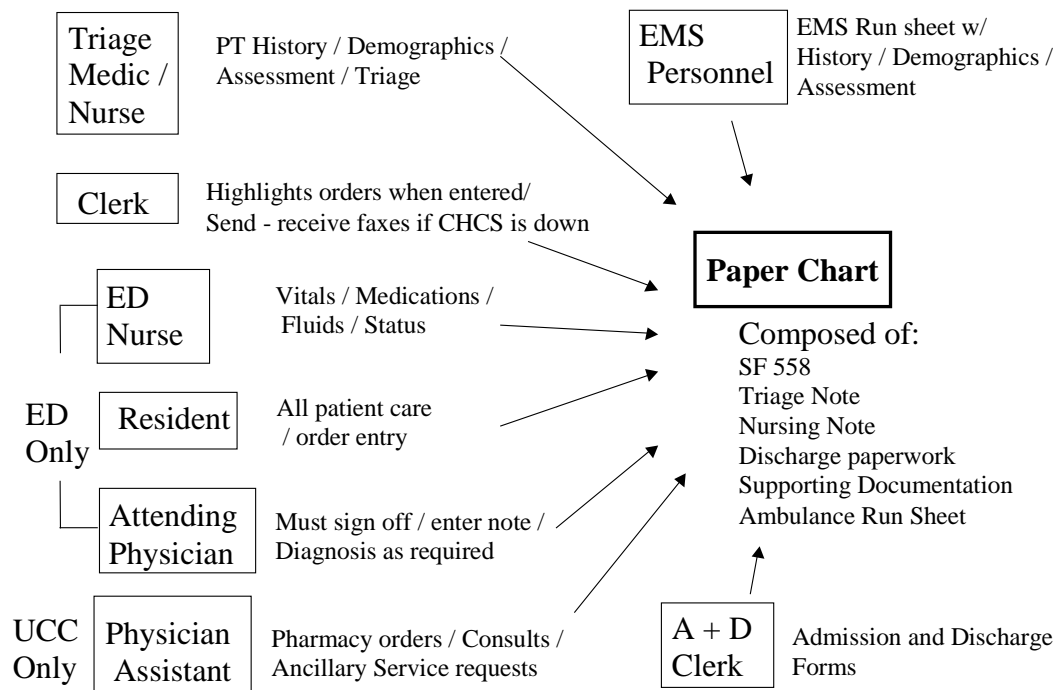 Triage
Medic /
Nurse
PT History / Demographics /
Assessment / Triage
EMS
Personnel
EMS Run sheet w/
History / Demographics /
Assessment
Clerk
Highlights orders when entered/
Send - receive faxes if CHCS is down
Paper Chart
Composed of:
SF 558
Triage Note
Nursing Note
Discharge paperwork
Supporting Documentation
Ambulance Run Sheet
ED
Only
ED
Nurse
Vitals / Medications /
Fluids / Status
Resident
All patient care
/ order entry
Attending
Physician
Must sign off / enter note /
Diagnosis as required
UCC
Only
Physician
Assistant
Pharmacy orders / Consults /
Ancillary Service requests
A + D
Clerk
Admission and Discharge
Forms